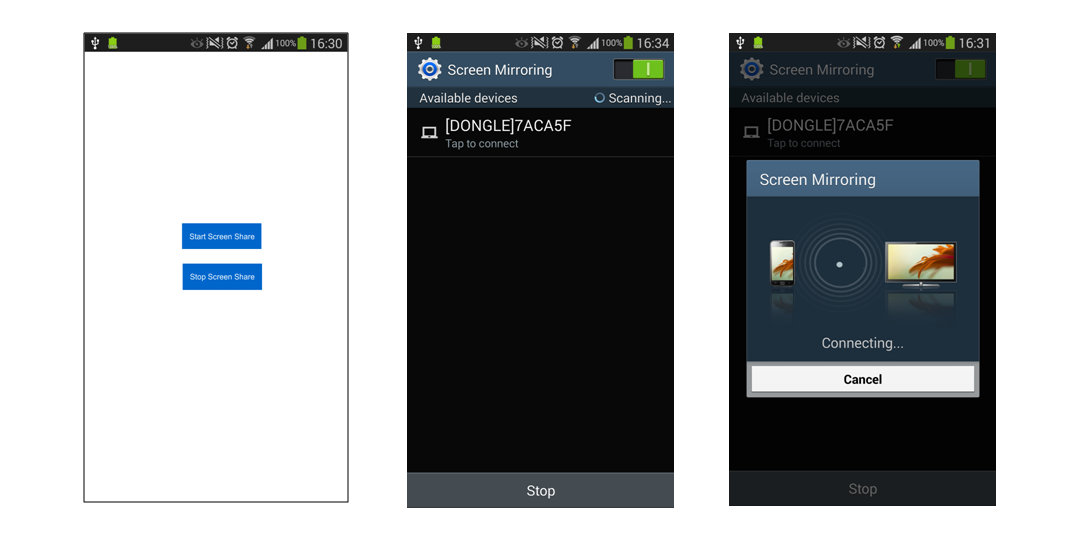 100% 16:30
Start Screen Share
Stop Screen Share
100% 16:34
Screen Mirroring
Available devices Scanning...
[DONGLE]7ACA5F
Tap to connect
Stop
100% 16:31
Screen Mirroring
Available devices
[DONGLE]7ACA5F
Tap to connect
Screen Mirroring
Connecting...
Cancel
Stop